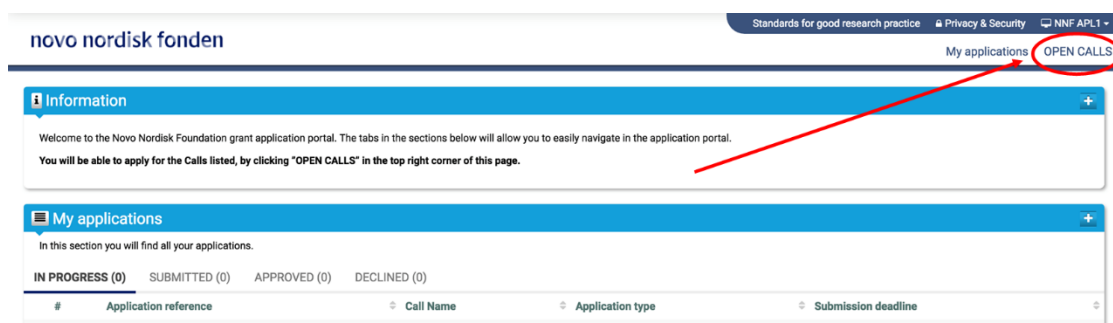 Standards for good research practice Privacy & Security NNF APL1
novo nordisk fonden
My applications OPEN CALLS
Information
Welcome to the Novo Nordisk Foundation grant application portal. The tabs in the sections below will allow you to easily navigate in the application portal.
You will be able to apply for the Calls listed, by clicking "OPEN CALLS" in the top right corner of this page.
My applications
In this section you will find all your applications.
IN PROGRESS (0) SUBMITTED (0) APPROVED (0) DECLINED (0)
# Application reference Call Name Application type Submission deadline